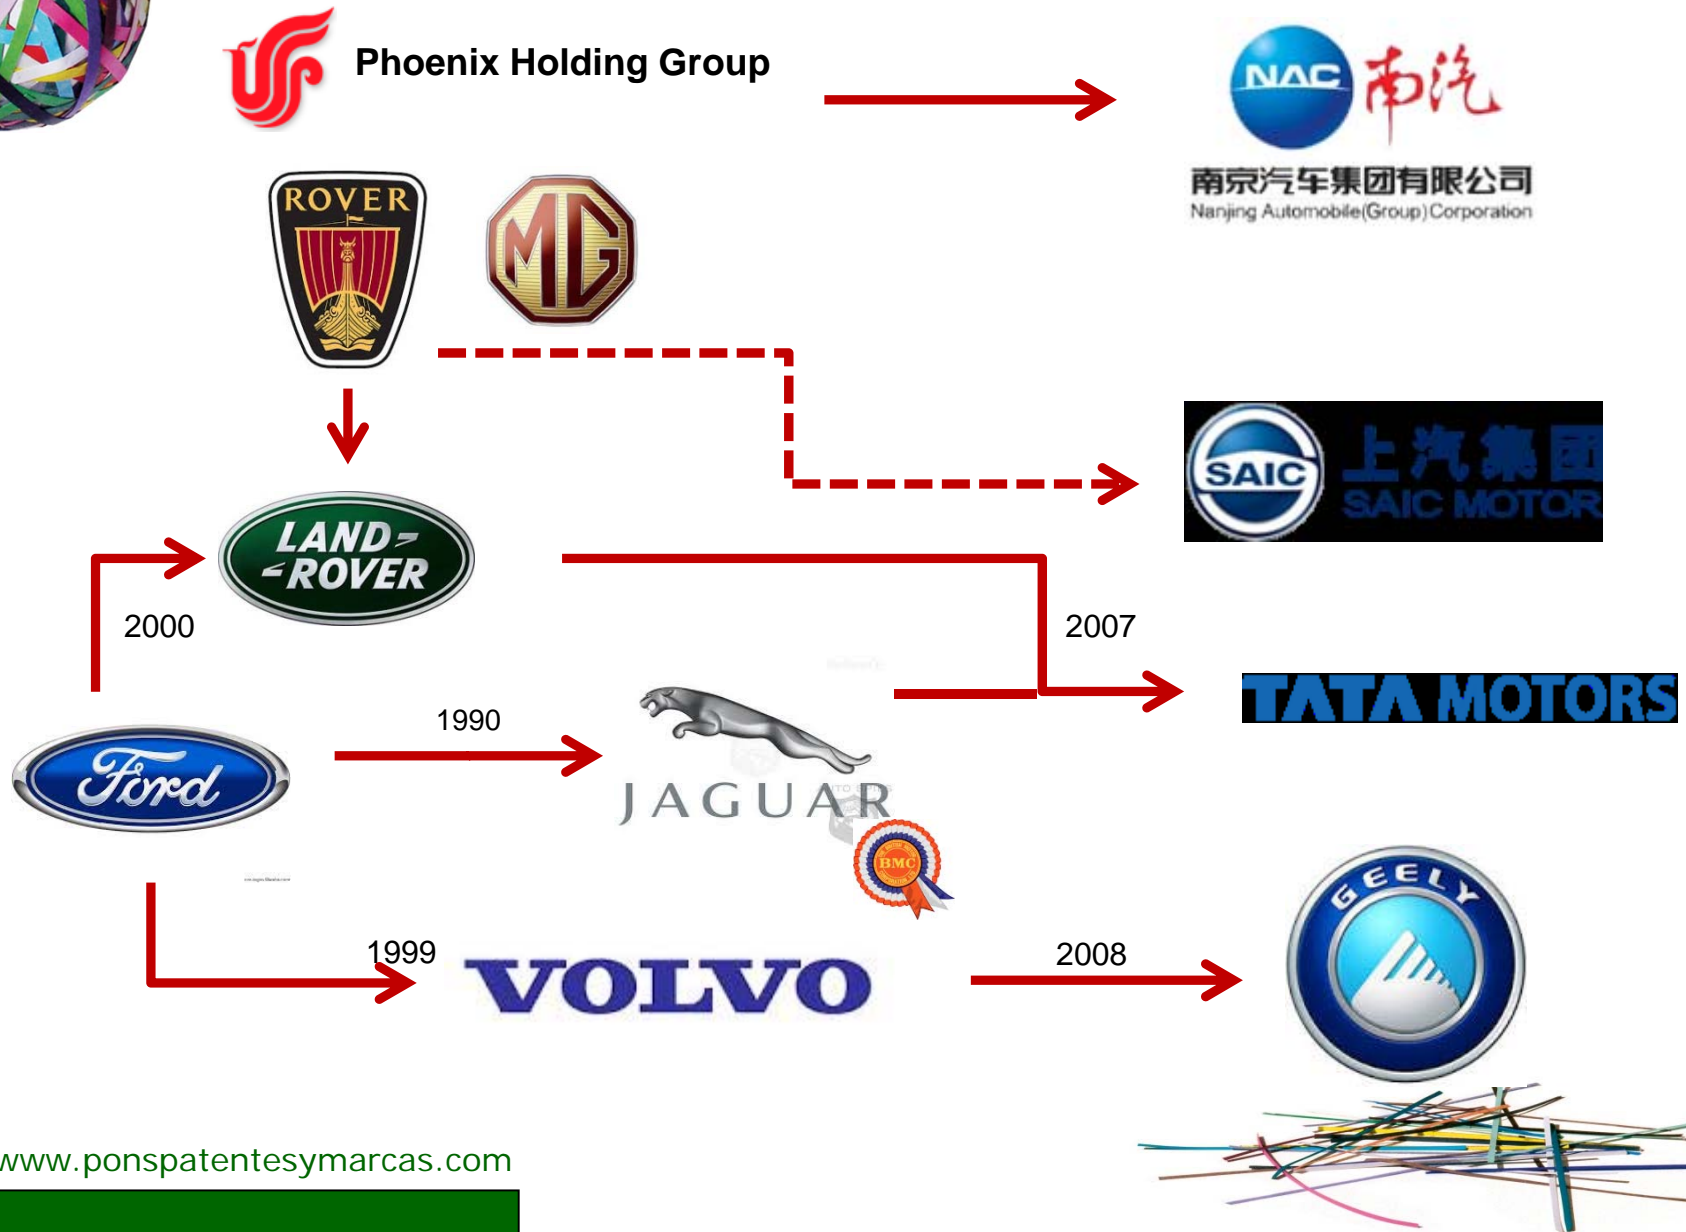 Phoenix Holding Group
NAC 南汽
南京汽车集团有限公司
Nanjing Automobile(Group)Corporation
ROVER
MG
SAIC
上汽集团
SAIC MOTOR
LAND-
-ROVER
2000
2007
TATA MOTORS
1990
Ford
JAGUAR
BMC
GEELY
1999
VOLVO
2008
www.ponspatentesymarcas.com